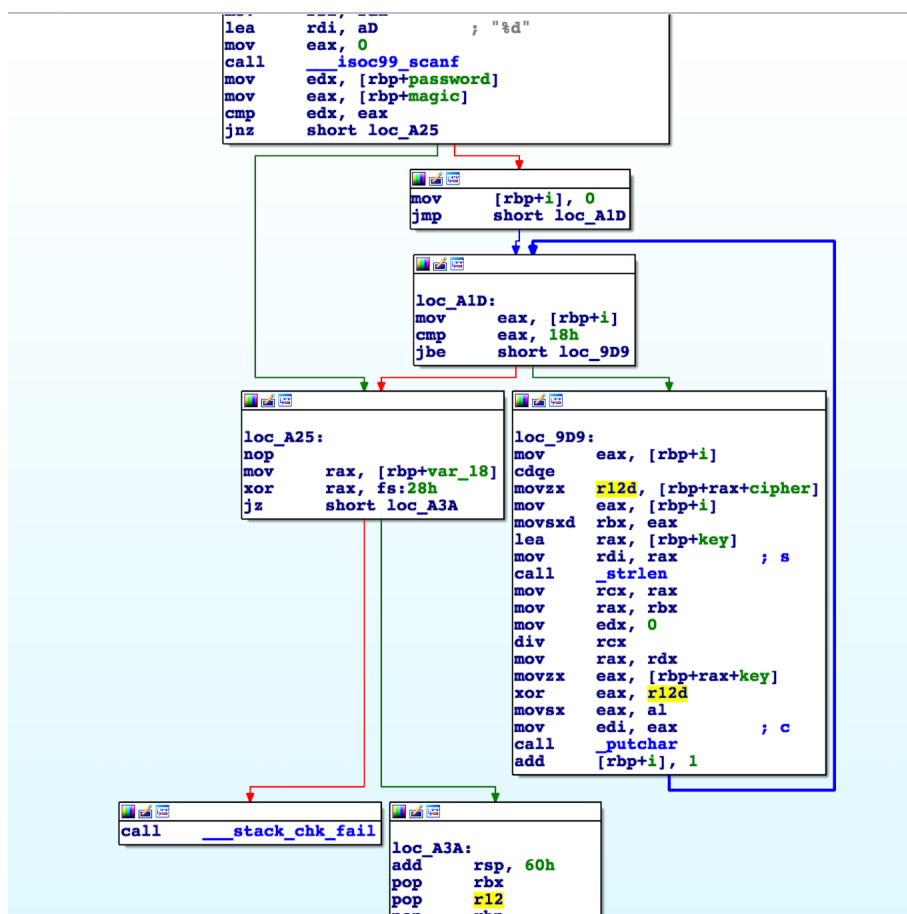 lea rdi, aD ; "%d"
mov eax, 0
call ___isoc99_scanf
mov edx, [rbp+password]
mov eax, [rbp+magic]
cmp edx, eax
jnz short loc_A25
mov [rbp+i], 0
jmp short loc_A1D
loc_A1D:
mov eax, [rbp+i]
cmp eax, 18h
jbe short loc_9D9
loc_A25:
nop
mov rax, [rbp+var_18]
xor rax, fs:28h
jz short loc_A3A
loc_9D9:
mov eax, [rbp+i]
cdqe
movzx r12d, [rbp+rax+cipher]
mov eax, [rbp+i]
movsxd rbx, eax
lea rax, [rbp+key]
mov rdi, rax ; s
call _strlen
mov rcx, rax
mov rax, rbx
mov edx, 0
div rcx
mov rax, rdx
movzx eax, [rbp+rax+key]
xor eax, r12d
movsx eax, al
mov edi, eax ; c
call _putchar
add [rbp+i], 1
call ___stack_chk_fail
loc_A3A:
add rsp, 60h
pop rbx
pop r12